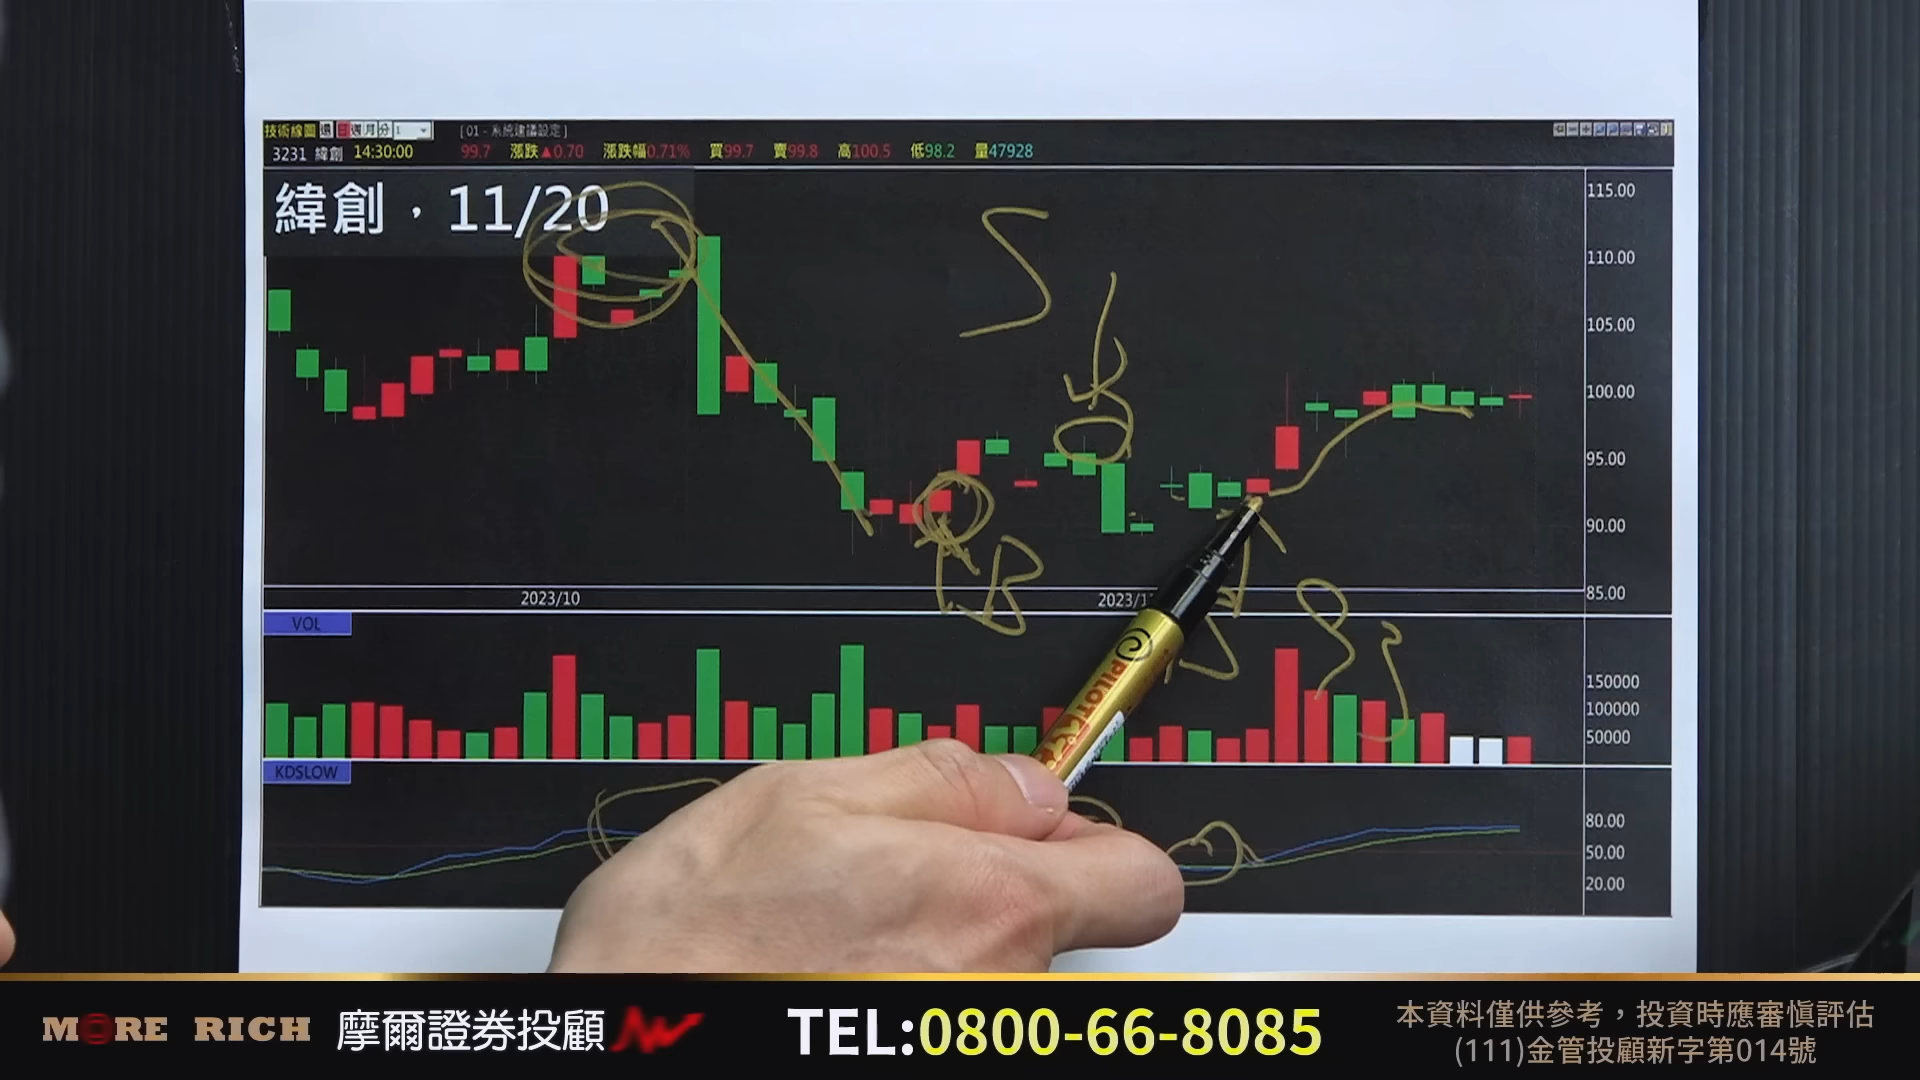 技術線圖 還 日 週 月 分 1 [ 01 - 系統建議設定 ]
3231 緯創 14:30:00 99.7 漲跌▲0.70 漲跌幅0.71% 買99.7 賣99.8 高100.5 低98.2 量47928
緯創，11/20
115.00
110.00
105.00
100.00
95.00
90.00
85.00
S
B
2023/10
VOL
150000
100000
50000
KDSLOW
80.00
50.00
20.00
PILOT
MORE RICH 摩爾證券投顧
TEL:0800-66-8085
本資料僅供參考，投資時應審慎評估
(111)金管投顧新字第014號